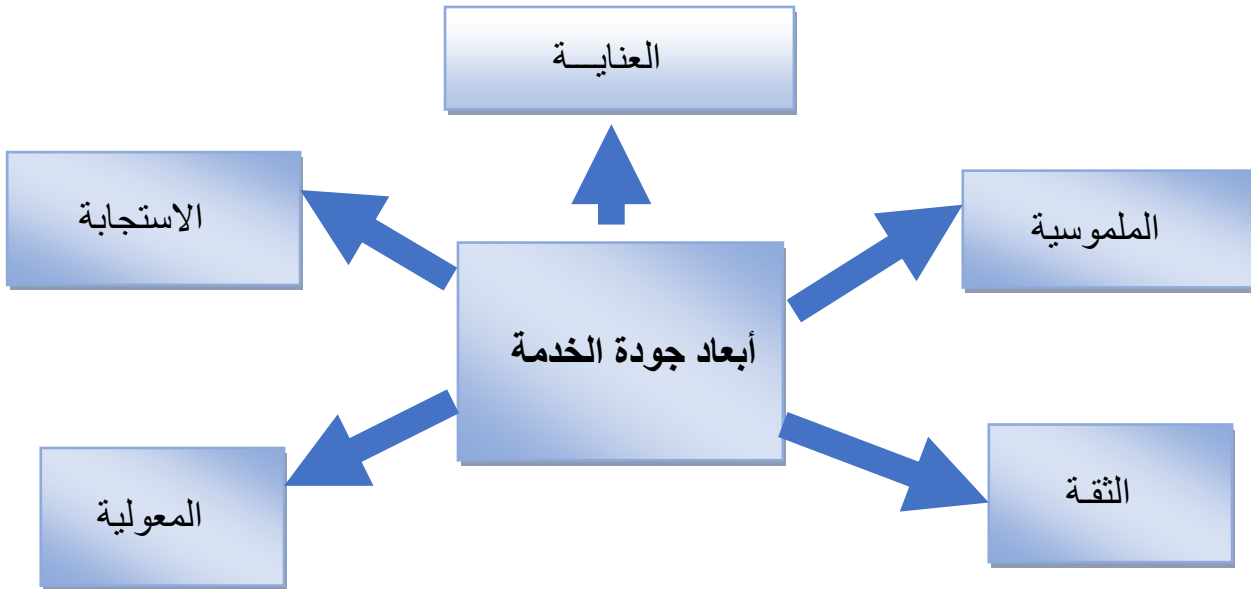 العنايـــة
الملموسية
الاستجابة
أبعاد جودة الخدمة
الثقـة
المعولية